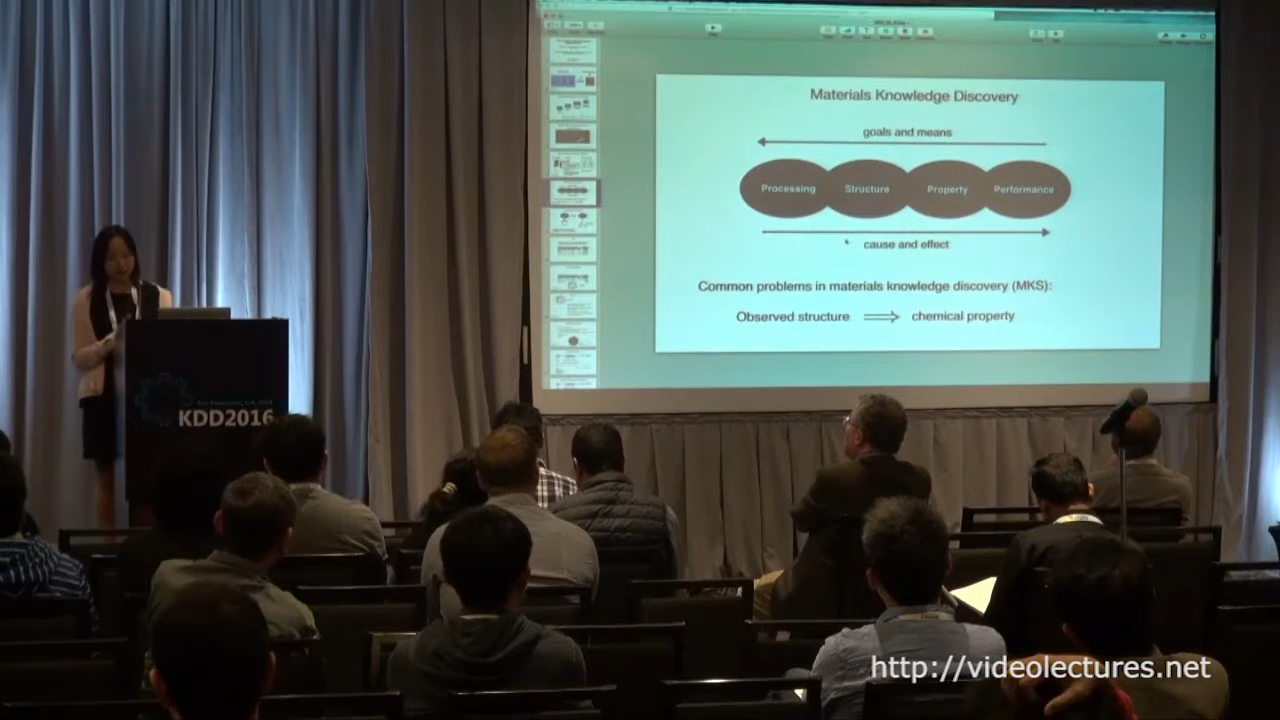 Materials Knowledge Discovery
goals and means
Processing Structure Property Performance
cause and effect
Common problems in materials knowledge discovery (MKS):
Observed structure ⟹ chemical property
KDD2016
http://videolectures.net